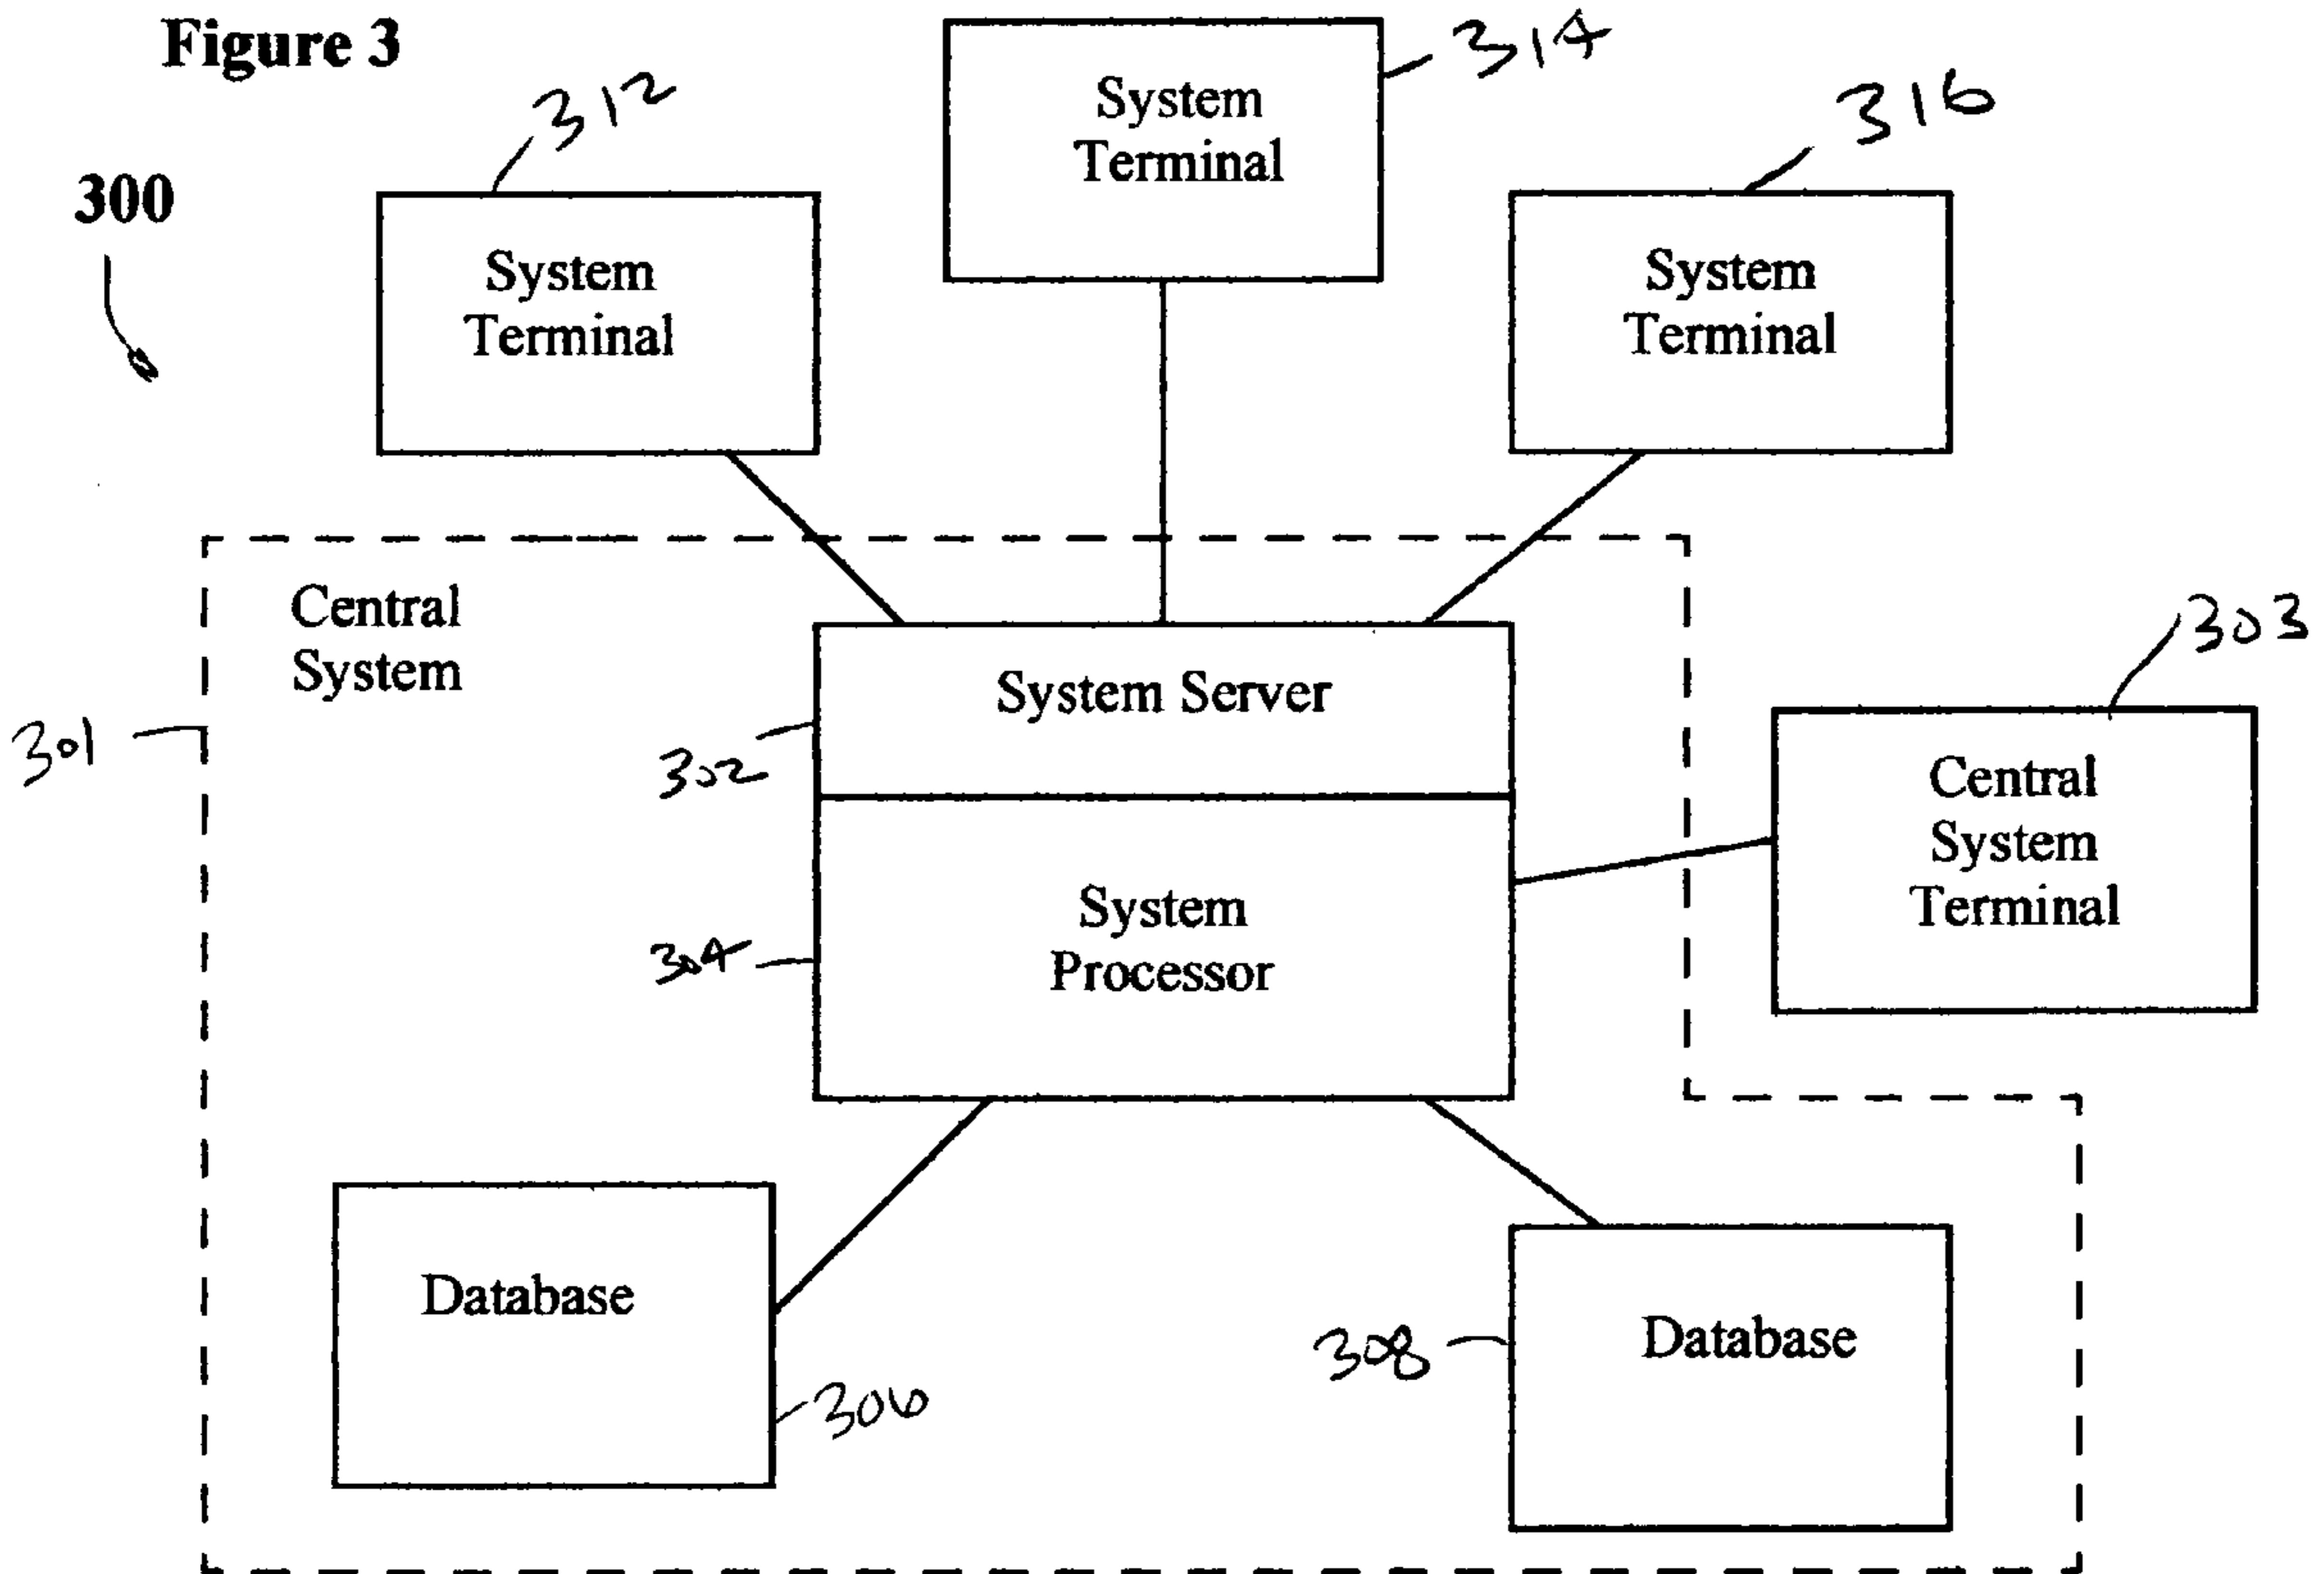 Figure 3
314
312
316
System
Terminal
300
System
Terminal
System
Terminal
Central
System
303
System Server
301
302
Central
System
Terminal
System
Processor
304
Database
306
308
Database